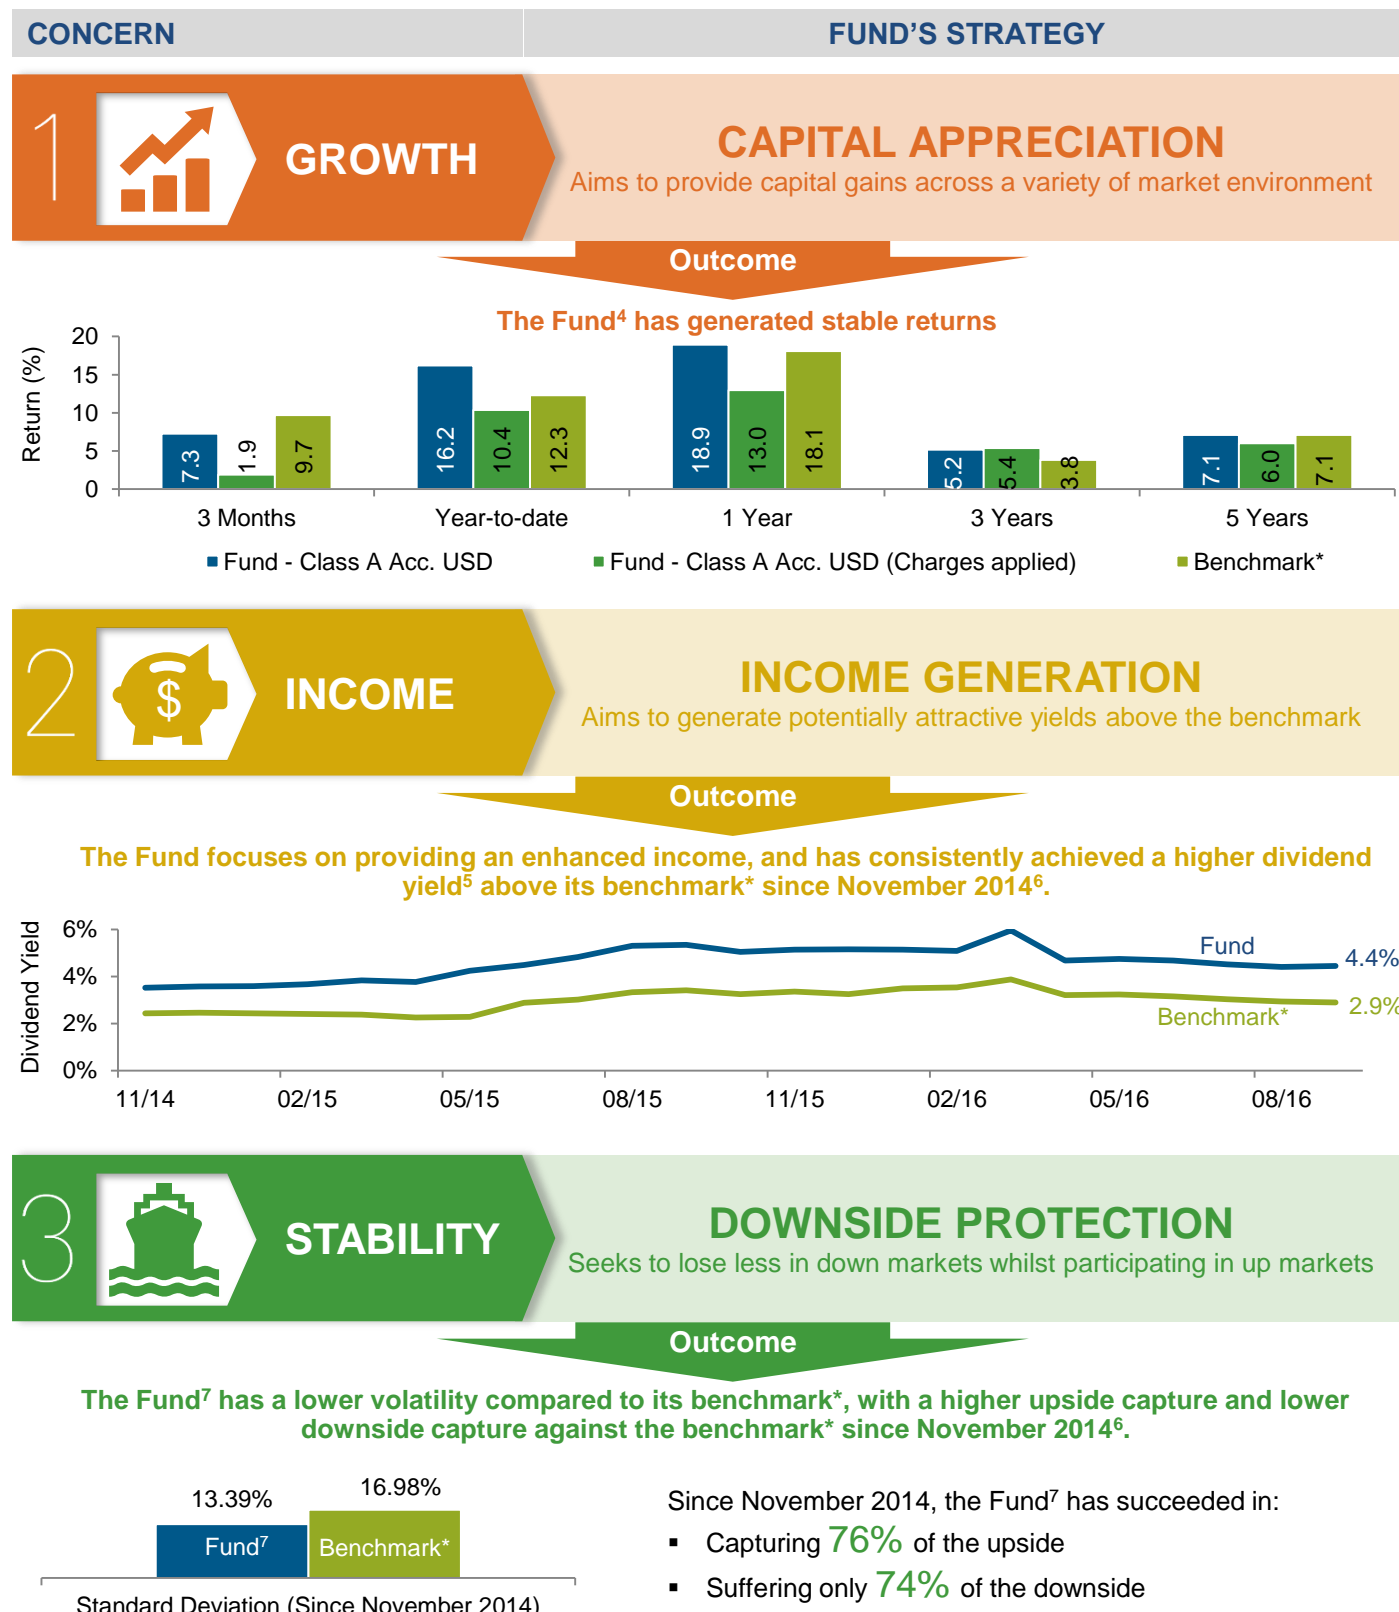 CONCERN FUND'S STRATEGY
1 GROWTH
CAPITAL APPRECIATION
Aims to provide capital gains across a variety of market environment
Outcome
The Fund⁴ has generated stable returns
Return (%)
20
15
10
5
0
7.3 1.9 9.7 16.2 10.4 12.3 18.9 13.0 18.1 5.2 5.4 3.8 7.1 6.0 7.1
3 Months Year-to-date 1 Year 3 Years 5 Years
Fund - Class A Acc. USD Fund - Class A Acc. USD (Charges applied) Benchmark*
2 $ INCOME
INCOME GENERATION
Aims to generate potentially attractive yields above the benchmark
Outcome
The Fund focuses on providing an enhanced income, and has consistently achieved a higher dividend
yield⁵ above its benchmark* since November 2014⁶.
Dividend Yield
6%
4%
2%
0%
Fund 4.4%
Benchmark* 2.9%
11/14 02/15 05/15 08/15 11/15 02/16 05/16 08/16
3 STABILITY
DOWNSIDE PROTECTION
Seeks to lose less in down markets whilst participating in up markets
Outcome
The Fund⁷ has a lower volatility compared to its benchmark*, with a higher upside capture and lower
downside capture against the benchmark* since November 2014⁶.
13.39% 16.98%
Fund⁷ Benchmark*
Standard Deviation (Since November 2014)
Since November 2014, the Fund⁷ has succeeded in:
▪ Capturing 76% of the upside
▪ Suffering only 74% of the downside